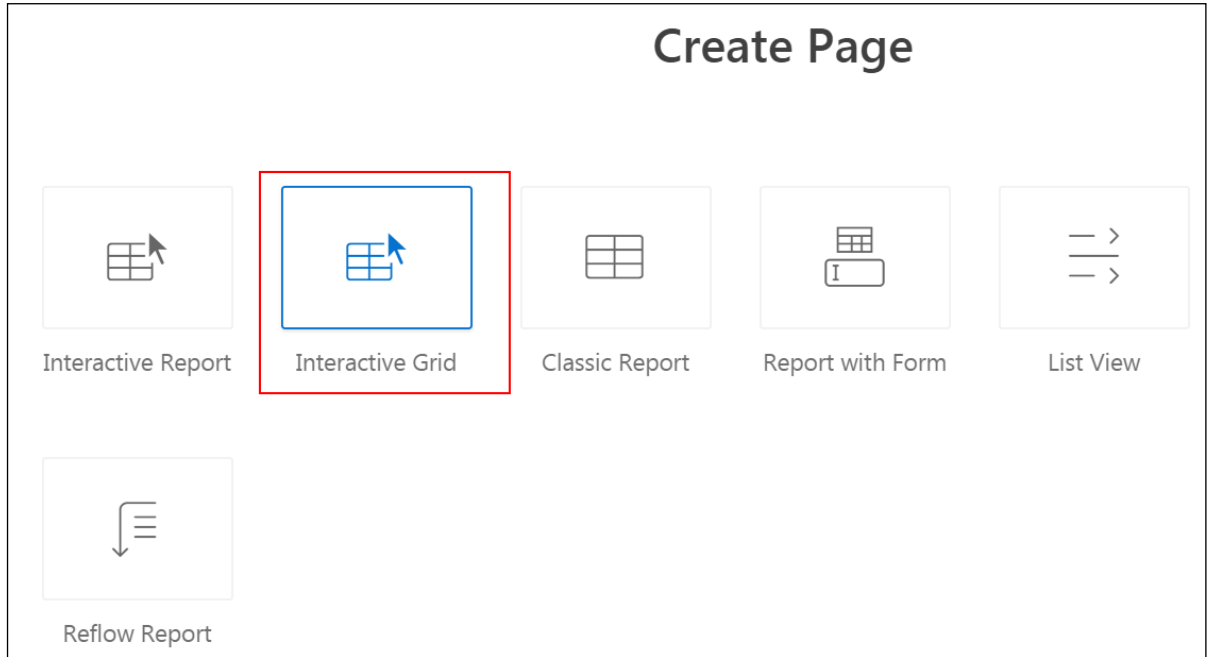 Create Page
Interactive Report
Interactive Grid
Classic Report
Report with Form
List View
Reflow Report